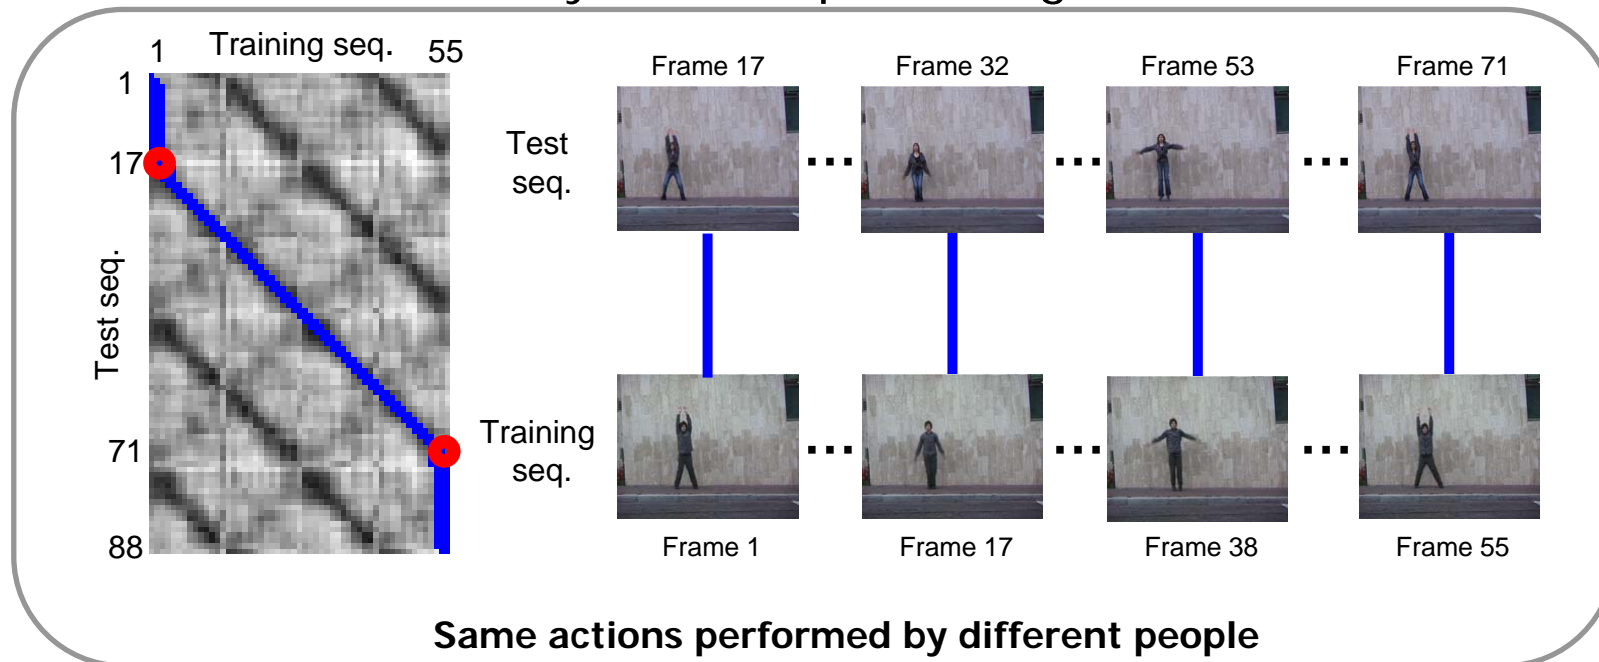 1 Training seq. 55
1
17
71
88
Test seq.
Frame 17 Frame 32 Frame 53 Frame 71
Test
seq.
... ... ...
Training
seq.
... ... ...
Frame 1 Frame 17 Frame 38 Frame 55
Same actions performed by different people